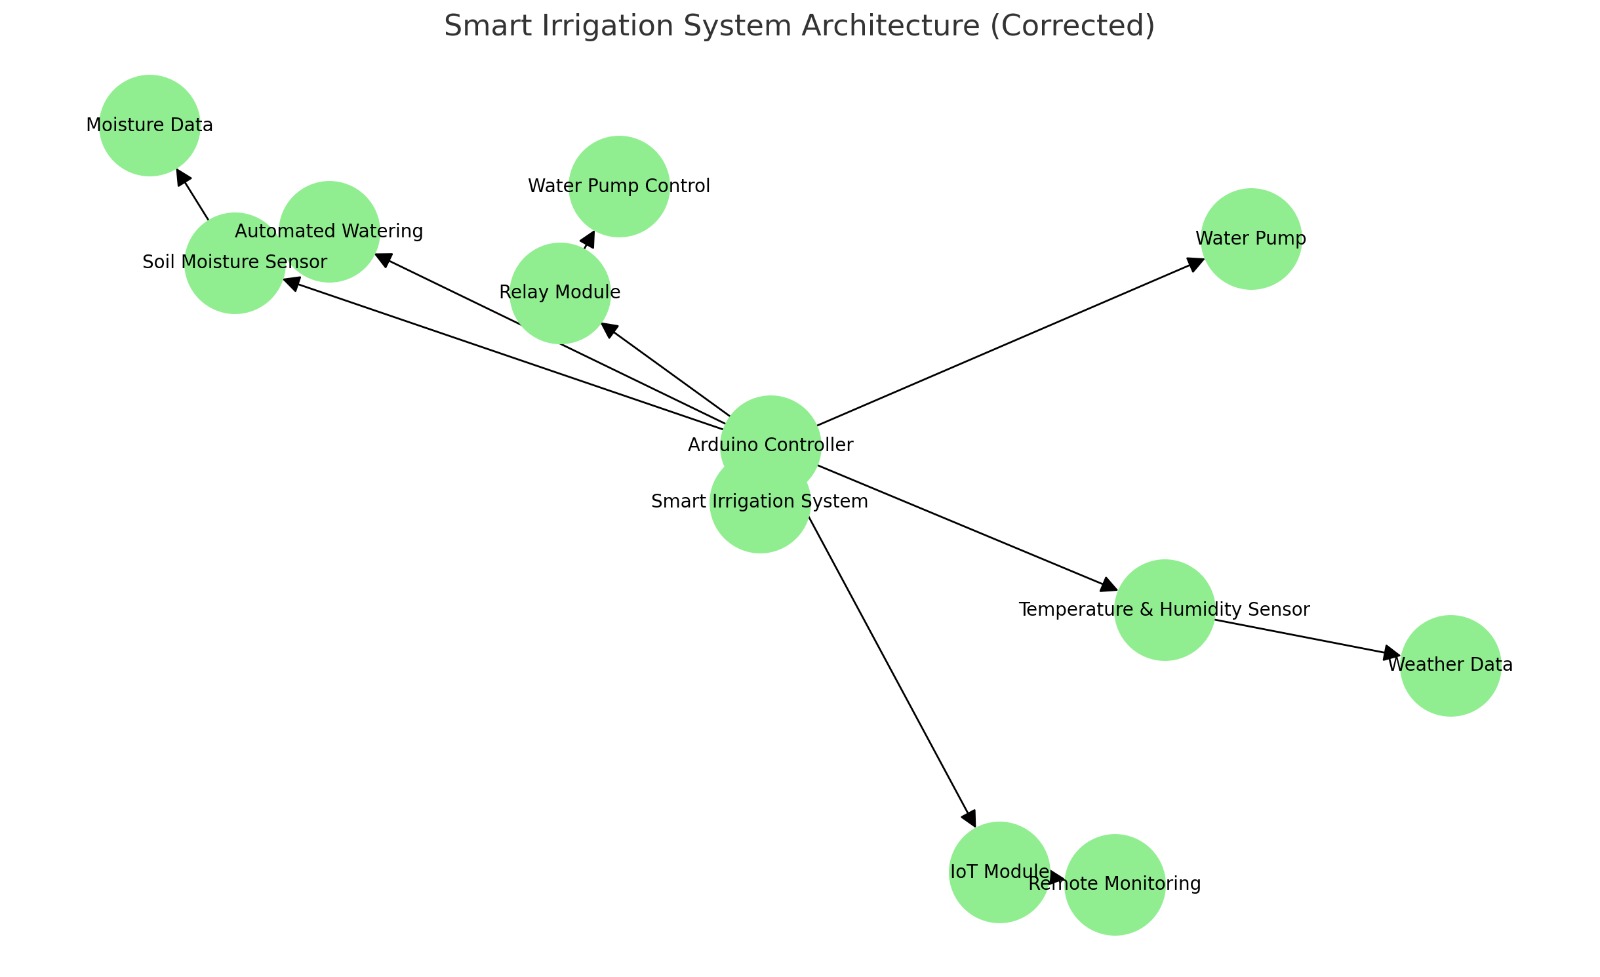 Smart Irrigation System Architecture (Corrected)
Moisture Data
Water Pump Control
Automated Watering
Water Pump
Soil Moisture Sensor
Relay Module
Arduino Controller
Smart Irrigation System
Temperature & Humidity Sensor
Weather Data
IoT Module
Remote Monitoring